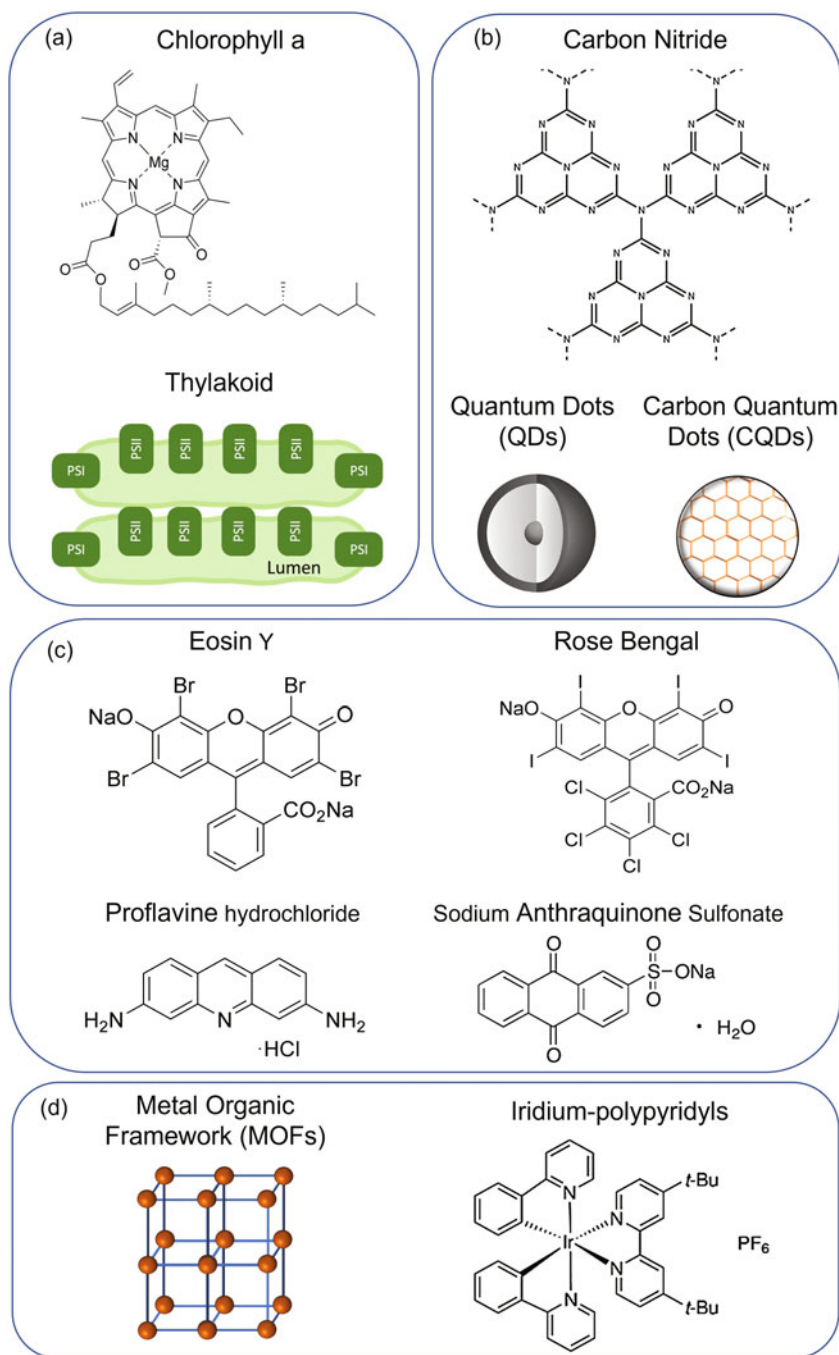 (a)
Chlorophyll a
N
N
Mg
N
N
O
O
O
O
O
Thylakoid
PSI
PSII
PSII
PSII
PSII
PSI
PSI
PSII
PSII
PSII
PSII
PSI
Lumen
(b)
Carbon Nitride
N N
N N N N
N N N N N N
N N N N N N N
N N
N N N
N N N N
Quantum Dots
(QDs)
Carbon Quantum
Dots (CQDs)
(c)
Eosin Y
Br Br
NaO O O
Br Br
CO2Na
Rose Bengal
I I
NaO O O
I I
Cl CO2Na
Cl Cl
Cl
Proflavine hydrochloride
H2N N NH2
·HCl
Sodium Anthraquinone Sulfonate
O O
S ONa
O
O
• H2O
(d)
Metal Organic
Framework (MOFs)
Iridium-polypyridyls
t-Bu
N N
Ir
N N
t-Bu
PF6